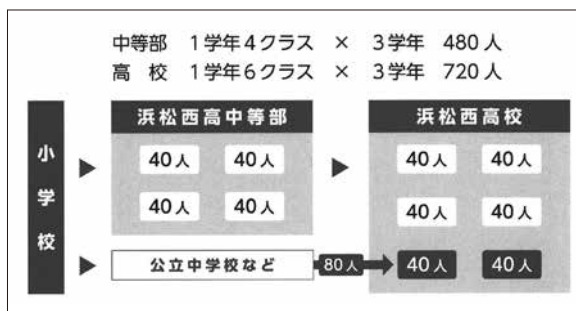 中等部 1学年4クラス × 3学年 480人
高 校 1学年6クラス × 3学年 720人
小学校
浜松西高中等部
40人 40人
40人 40人
浜松西高校
40人 40人
40人 40人
公立中学校など 80人
40人 40人